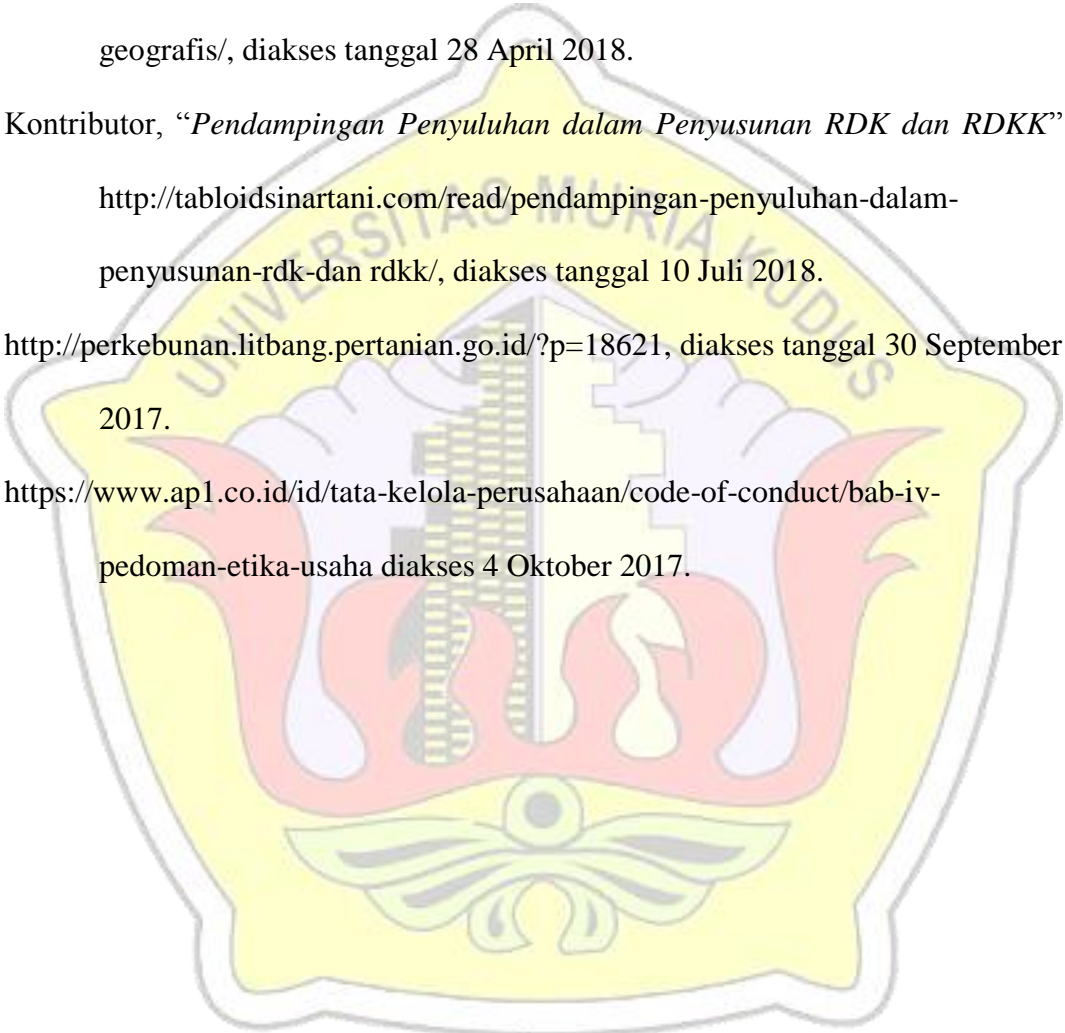 geografis/, diakses tanggal 28 April 2018.
Kontributor, “Pendampingan Penyuluhan dalam Penyusunan RDK dan RDKK”
http://tabloidsinartani.com/read/pendampingan-penyuluhan-dalam-
penyusunan-rdk-dan rdkk/, diakses tanggal 10 Juli 2018.
http://perkebunan.litbang.pertanian.go.id/?p=18621, diakses tanggal 30 September
2017.
https://www.ap1.co.id/id/tata-kelola-perusahaan/code-of-conduct/bab-iv-
pedoman-etika-usaha diakses 4 Oktober 2017.
UNIVERSITAS MURIA KUDUS